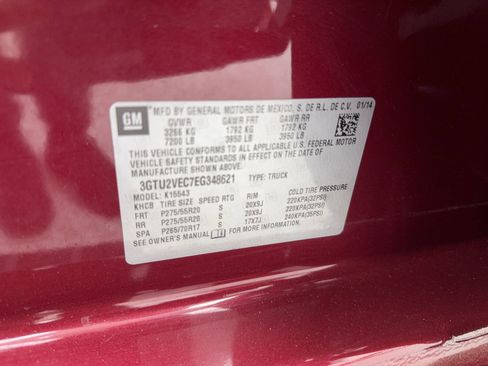 GM
MFD BY GENERAL MOTORS DE MEXICO, S. DE R.L. DE C.V. 01/14
GVWR GAWR FRT GAWR RR
3266 KG 1792 KG 1792 KG
7200 LB 3950 LB 3950 LB
THIS VEHICLE CONFORMS TO ALL APPLICABLE U.S. FEDERAL MOTOR
VEHICLE SAFETY STANDARDS IN EFFECT ON THE DATE OF
MANUFACTURE SHOWN ABOVE.
3GTU2VEC7EG348621 TYPE: TRUCK
MODEL: K15543
KHCB TIRE SIZE SPEED RTG RIM COLD TIRE PRESSURE
FRT P275/55R20 S 20X9J 220KPA(32PSI)
RR P275/55R20 S 20X9J 220KPA(32PSI)
SPA P265/70R17 S 17X7J 240KPA(35PSI)
SEE OWNER'S MANUAL FOR MORE INFORMATION.